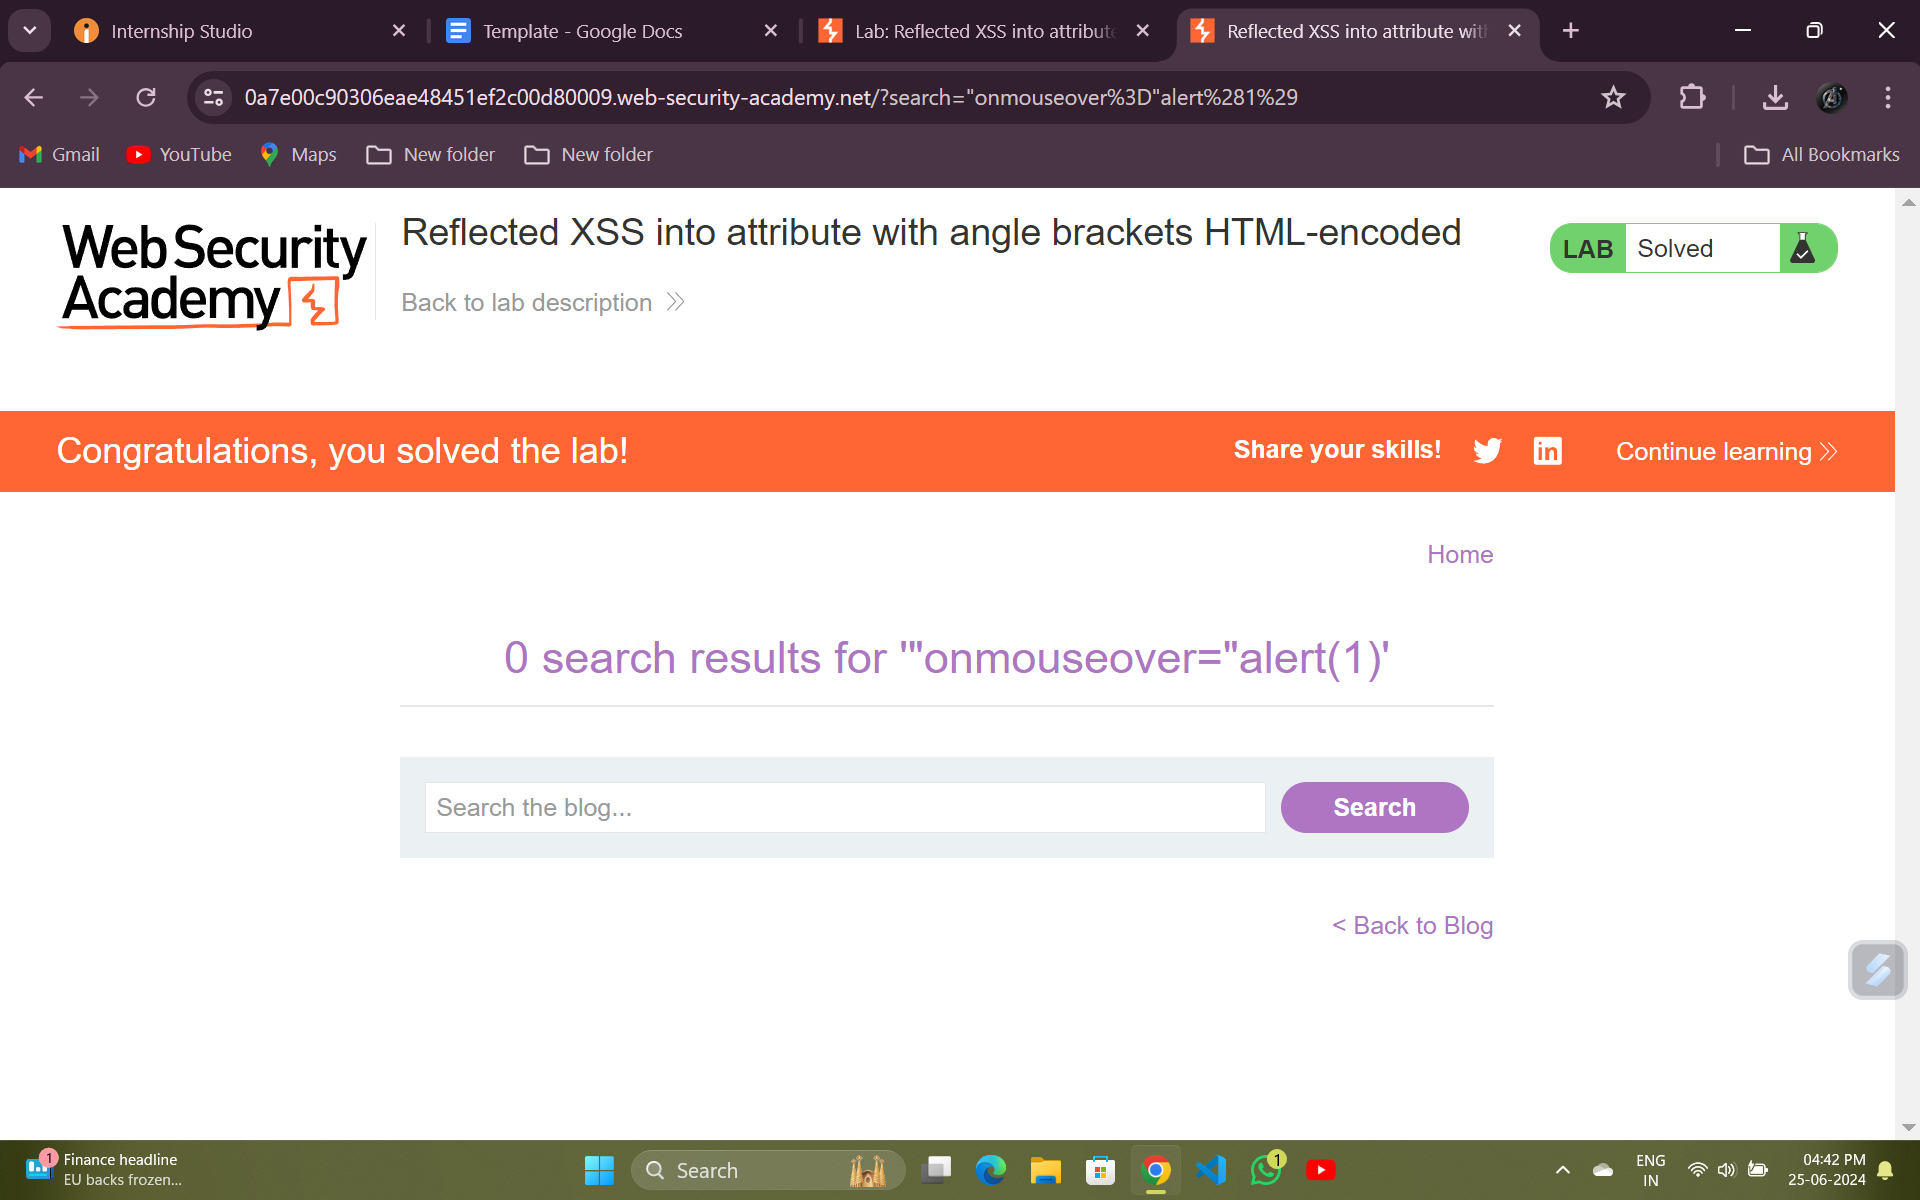 Internship Studio
Template - Google Docs
Lab: Reflected XSS into attribute
Reflected XSS into attribute wit
0a7e00c90306eae48451ef2c00d80009.web-security-academy.net/?search="onmouseover%3D"alert%281%29
Gmail
YouTube
Maps
New folder
New folder
All Bookmarks
Web Security
Academy
Reflected XSS into attribute with angle brackets HTML-encoded
Back to lab description
LAB Solved
Congratulations, you solved the lab!
Share your skills!
Continue learning
Home
0 search results for '"onmouseover="alert(1)'
Search the blog...
Search
< Back to Blog
1
Finance headline
EU backs frozen...
Search
1
ENG
IN
04:42 PM
25-06-2024